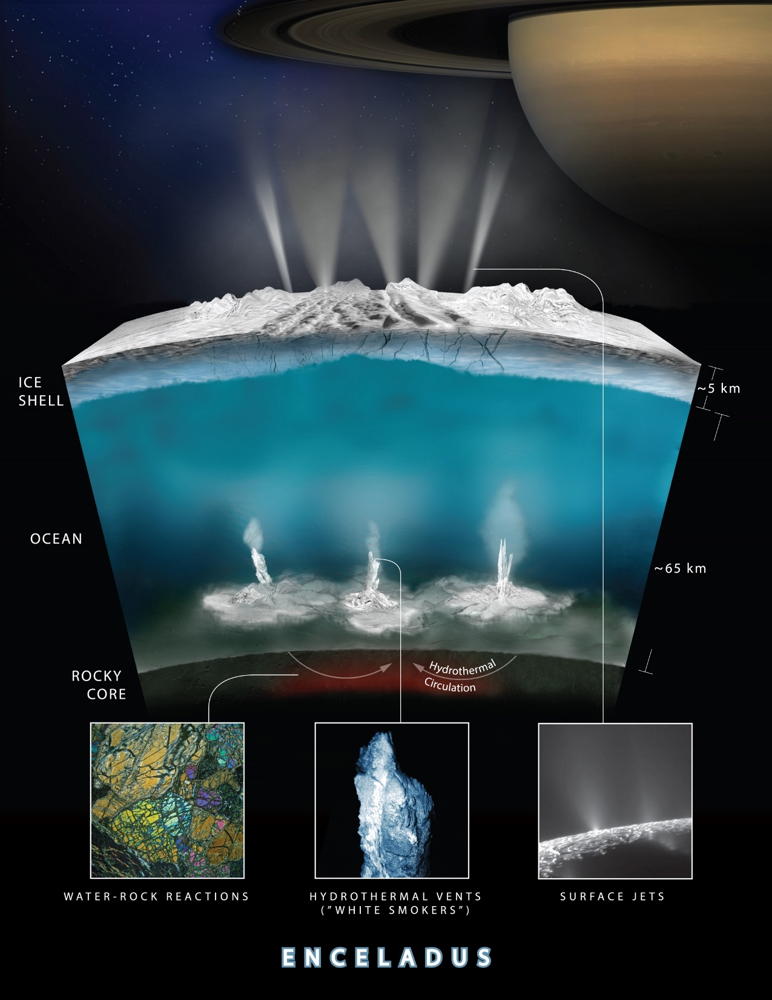 ICE
SHELL
~5 km
OCEAN
~65 km
ROCKY
CORE
Hydrothermal
Circulation
WATER-ROCK REACTIONS
HYDROTHERMAL VENTS
("WHITE SMOKERS")
SURFACE JETS
ENCELADUS